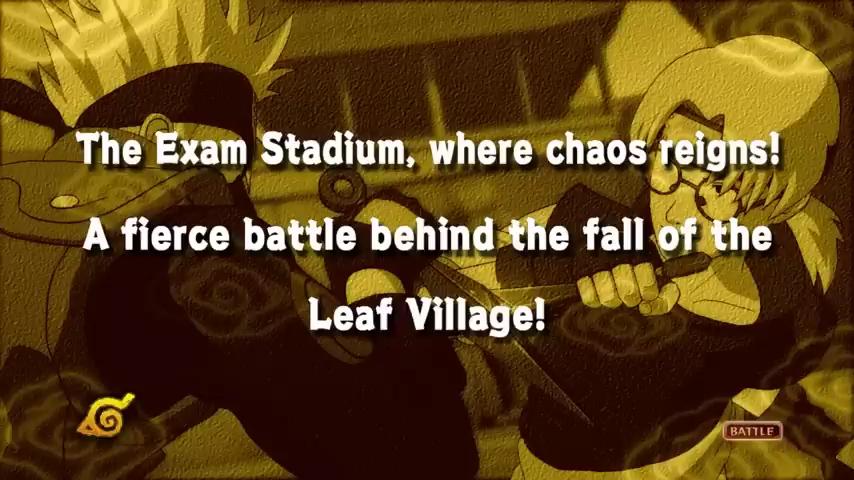 The Exam Stadium, where chaos reigns!
A fierce battle behind the fall of the
Leaf Village!
BATTLE